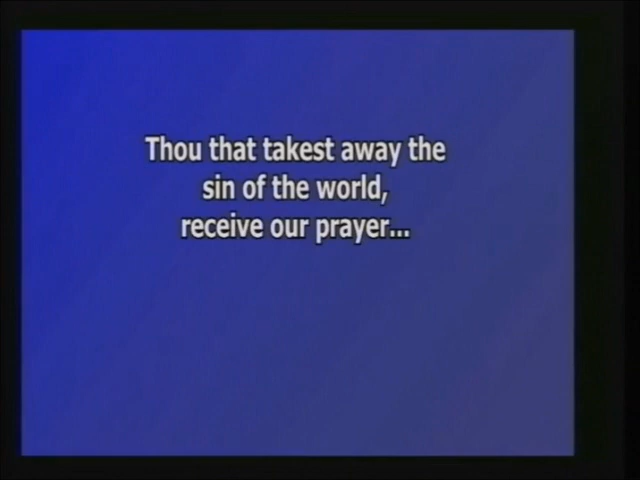 Thou that takest away the
sin of the world,
receive our prayer...